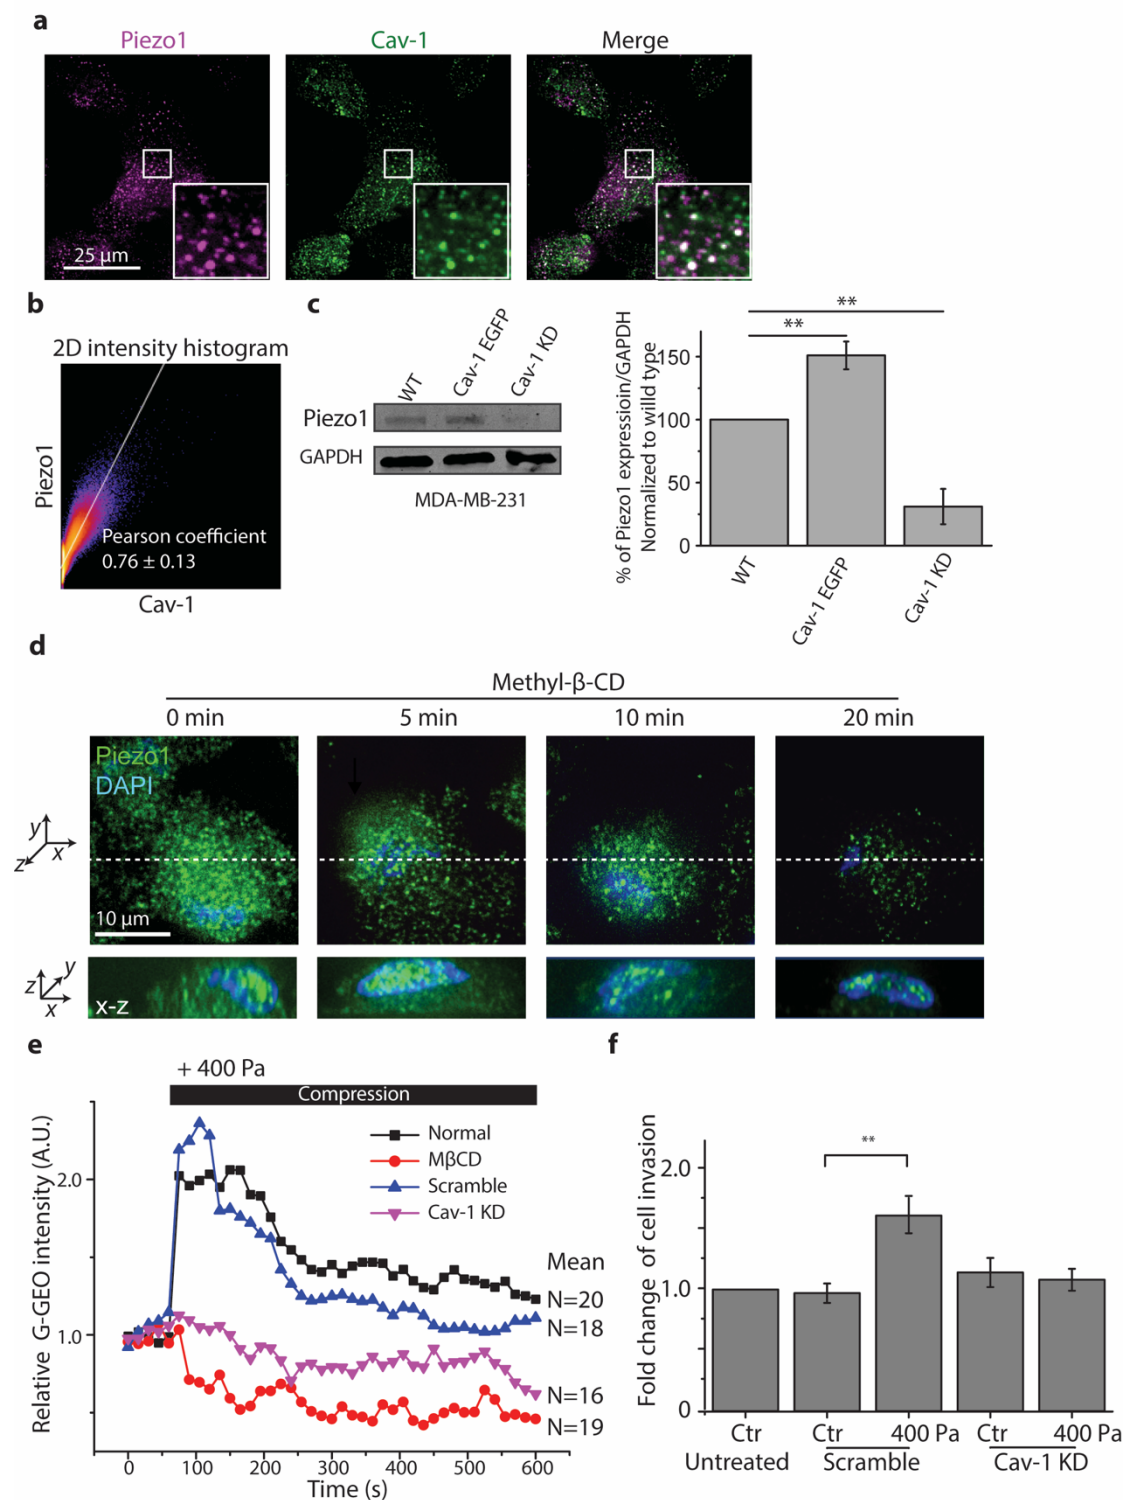 a
Piezo1 Cav-1 Merge
25 μm
b
2D intensity histogram
Piezo1
Pearson coefficient
0.76 ± 0.13
Cav-1
c
WT Cav-1 EGFP Cav-1 KD
Piezo1
GAPDH
MDA-MB-231
** 
**
% of Piezo1 expressioin/GAPDH
Normalized to willd type
150
100
50
0
WT Cav-1 EGFP Cav-1 KD
d
Methyl-β-CD
0 min 5 min 10 min 20 min
Piezo1
DAPI
y
z x
10 μm
z y
x
x-z
e
+ 400 Pa
Compression
Relative G-GEO intensity (A.U.)
2.0
1.0
Normal
MβCD
Scramble
Cav-1 KD
Mean
N=20
N=18
N=16
N=19
0 100 200 300 400 500 600
Time (s)
f
**
Fold change of cell invasion
2.0
1.0
0
Ctr Ctr 400 Pa Ctr 400 Pa
Untreated Scramble Cav-1 KD